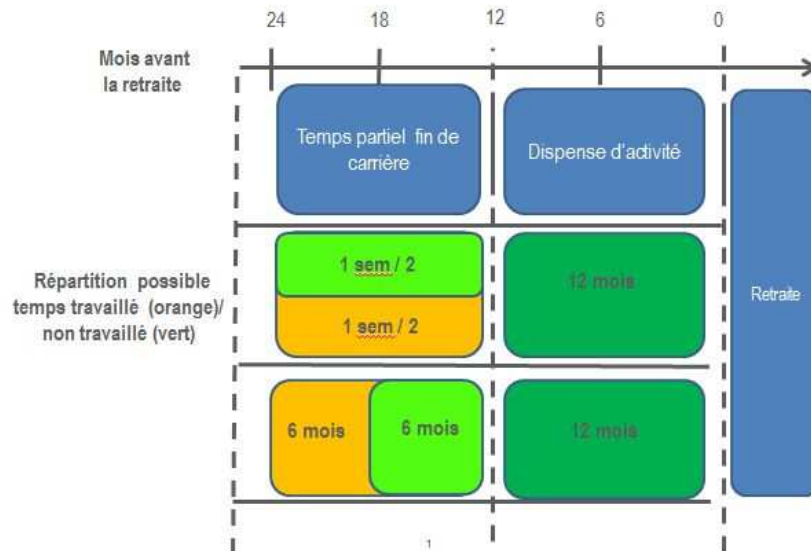 24 18 12 6 0
Mois avant
la retraite
Temps partiel fin de
carrière
Dispense d'activité
Répartition possible
temps travaillé (orange)/
non travaillé (vert)
1 sem / 2
1 sem / 2
12 mois
Retraite
6 mois
6 mois
12 mois
1